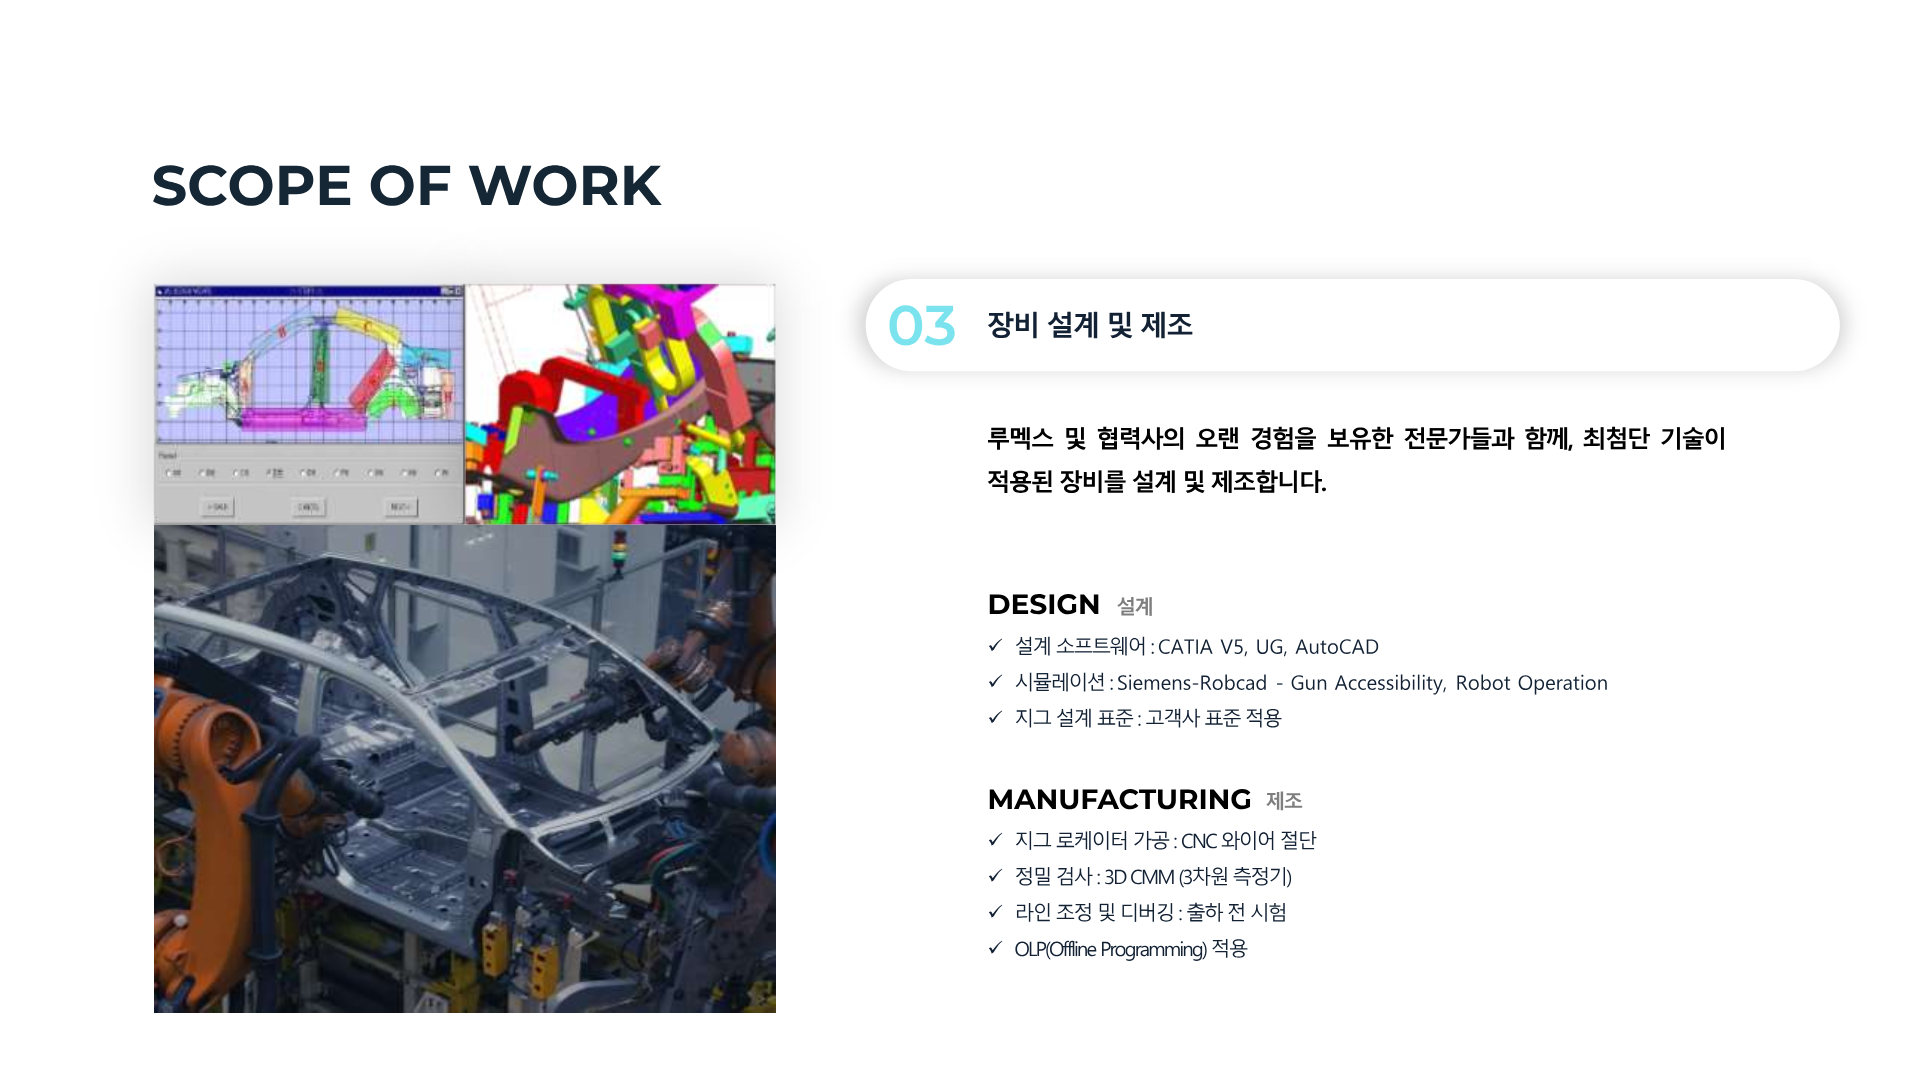 SCOPE OF WORK
03 장비 설계 및 제조
루멕스 및 협력사의 오랜 경험을 보유한 전문가들과 함께, 최첨단 기술이
적용된 장비를 설계 및 제조합니다.
DESIGN 설계
✓ 설계 소프트웨어 : CATIA V5, UG, AutoCAD
✓ 시뮬레이션 : Siemens-Robcad - Gun Accessibility, Robot Operation
✓ 지그 설계 표준 : 고객사 표준 적용
MANUFACTURING 제조
✓ 지그 로케이터 가공 : CNC 와이어 절단
✓ 정밀 검사 : 3D CMM (3차원 측정기)
✓ 라인 조정 및 디버깅 : 출하 전 시험
✓ OLP(Offline Programming) 적용